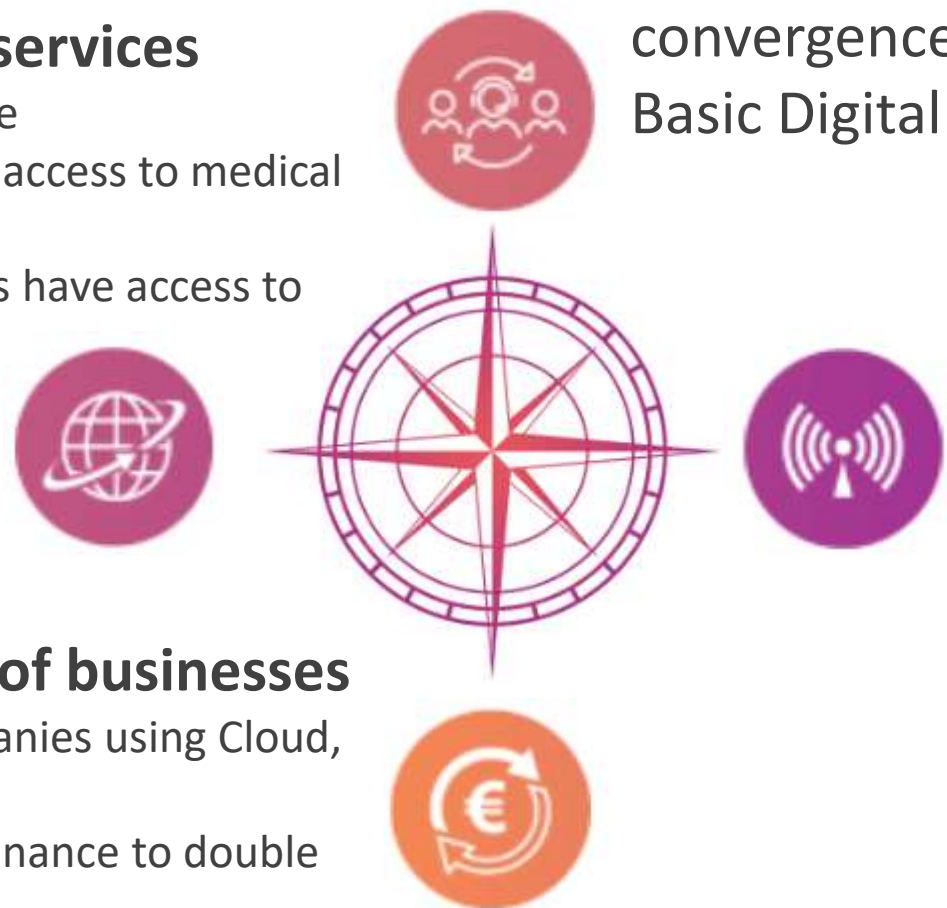 services
e
access to medical
s have access to
convergence
Basic Digital
of businesses
anies using Cloud,
nance to double
€